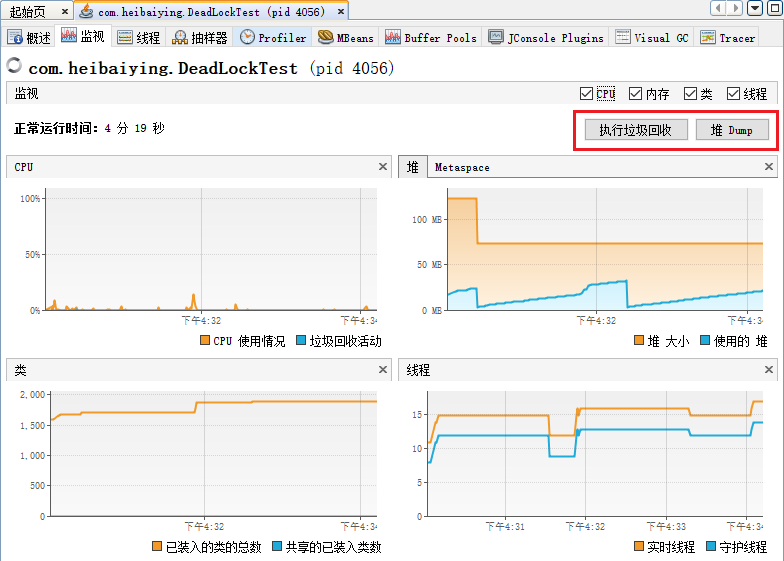 起始页 × com.heibaiying.DeadLockTest (pid 4056) ×
概述 监视 线程 抽样器 Profiler MBeans Buffer Pools JConsole Plugins Visual GC Tracer
com.heibaiying.DeadLockTest (pid 4056)
监视 CPU 内存 类 线程
正常运行时间: 4 分 19 秒
执行垃圾回收 堆 Dump
CPU ×
100%
50%
0%
下午4:32 下午4:34
CPU 使用情况 垃圾回收活动
堆 Metaspace ×
100 MB
50 MB
0 MB
下午4:32 下午4:34
堆 大小 使用的 堆
类 ×
2,000
1,500
1,000
500
0
下午4:32 下午4:34
已装入的类的总数 共享的已装入类数
线程 ×
15
10
5
0
下午4:31 下午4:32 下午4:33 下午4:34
实时线程 守护线程